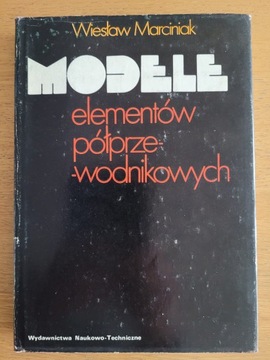 Wiesław Marciniak
MODELE
elementów
półprze-
-wodnikowych
Wydawnictwa Naukowo-Techniczne